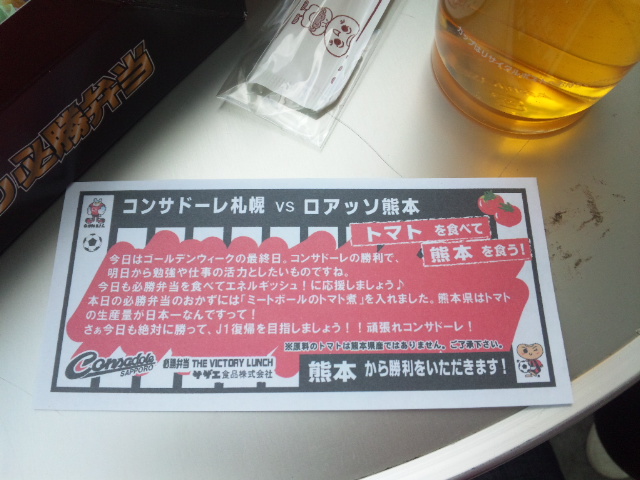 必勝弁当
コンサドーレ札幌 VS ロアッソ熊本
トマト を食べて
熊本 を食う!
今日はゴールデンウィークの最終日。コンサドーレの勝利で、
明日から勉強や仕事の活力としたいものですね。
今日も必勝弁当を食べてエネルギッシュ!に応援しましょう♪
本日の必勝弁当のおかずには「ミートボールのトマト煮」を入れました。熊本県はトマト
の生産量が日本一なんですって!
さぁ今日も絶対に勝って、J1復帰を目指しましょう!!頑張れコンサドーレ!
※原料のトマトは熊本県産ではありません。ご了承下さい。
Consadole
SAPPORO
必勝弁当 THE VICTORY LUNCH
サザエ食品株式会社
熊本 から勝利をいただきます!